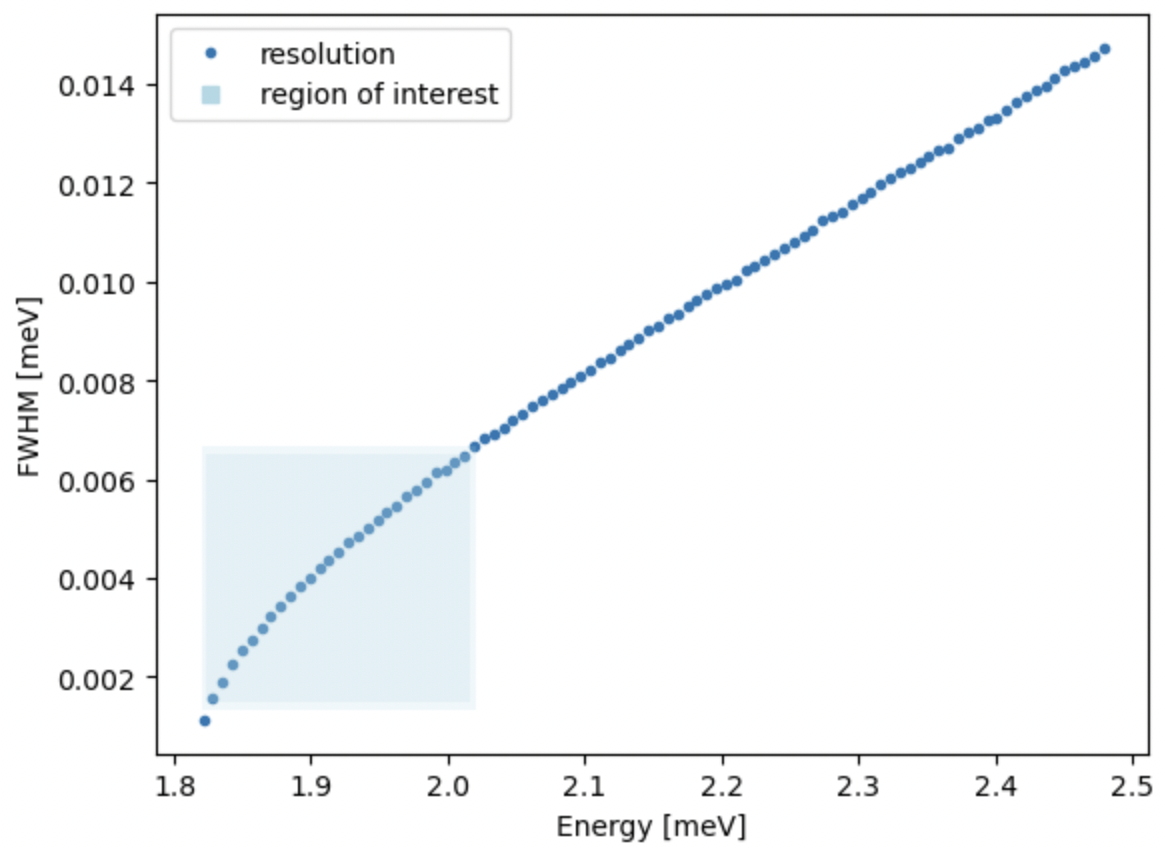 resolution
region of interest
0.014
0.012
0.010
0.008
0.006
0.004
0.002
FWHM [meV]
1.8 1.9 2.0 2.1 2.2 2.3 2.4 2.5
Energy [meV]